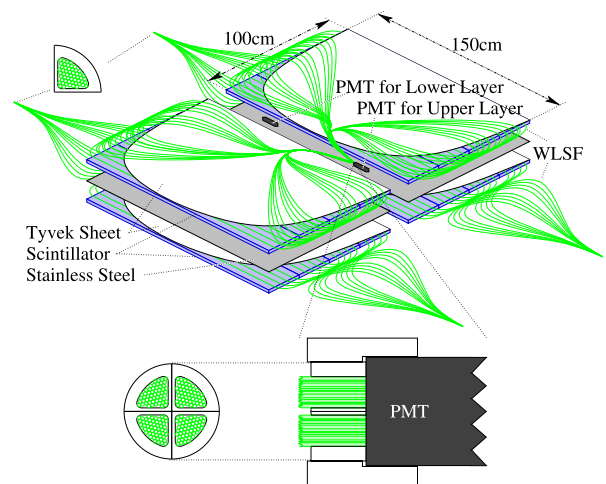 100cm
150cm
PMT for Lower Layer
PMT for Upper Layer
WLSF
Tyvek Sheet
Scintillator
Stainless Steel
PMT